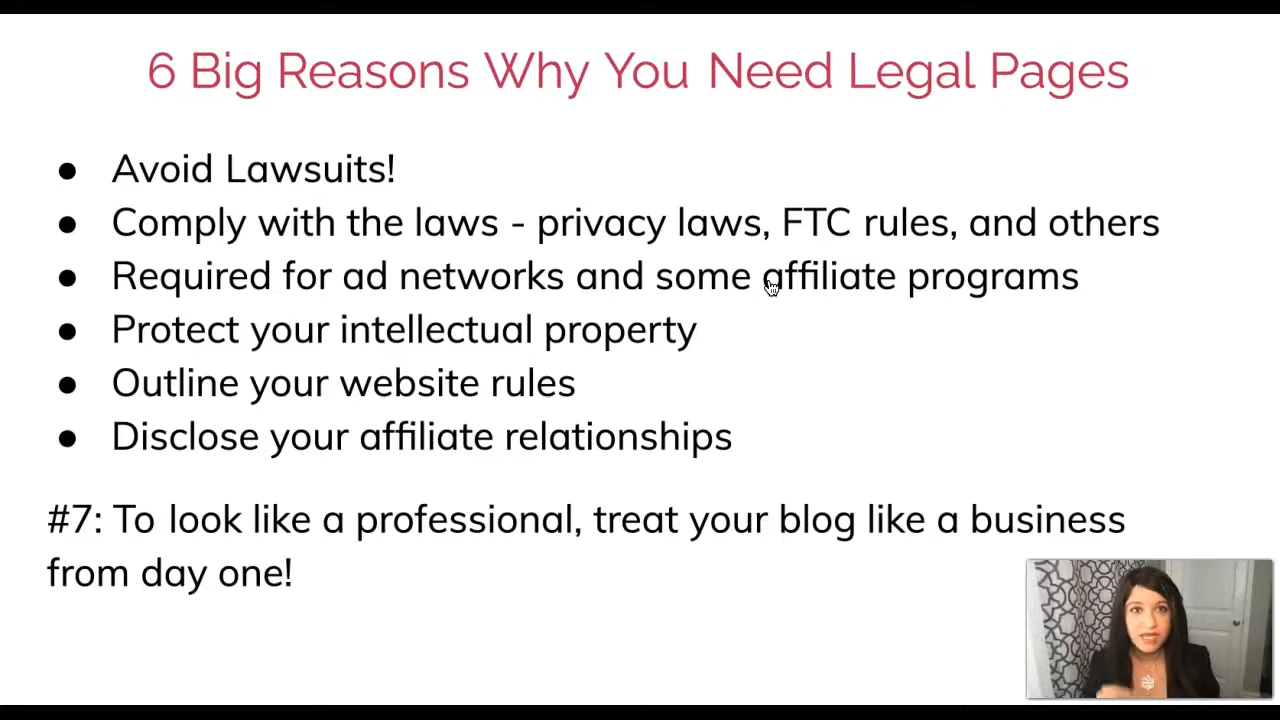 6 Big Reasons Why You Need Legal Pages
● Avoid Lawsuits!
● Comply with the laws - privacy laws, FTC rules, and others
● Required for ad networks and some affiliate programs
● Protect your intellectual property
● Outline your website rules
● Disclose your affiliate relationships
#7: To look like a professional, treat your blog like a business
from day one!